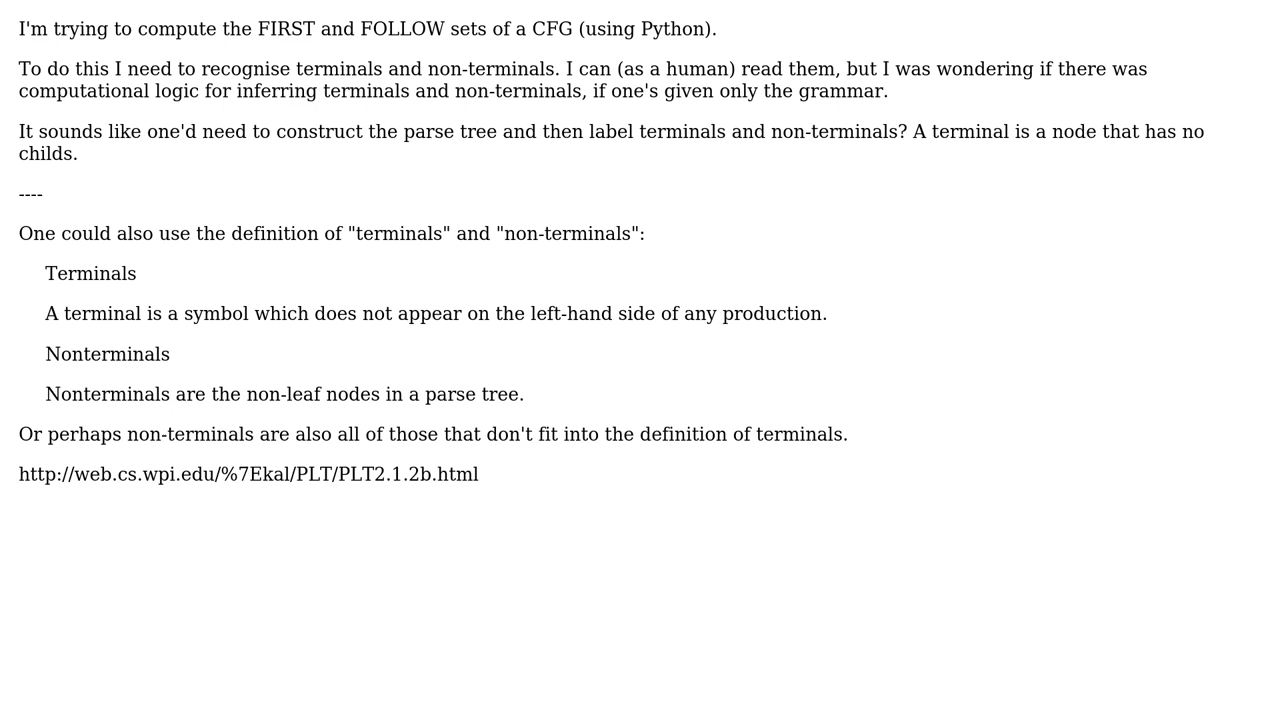 I'm trying to compute the FIRST and FOLLOW sets of a CFG (using Python).
To do this I need to recognise terminals and non-terminals. I can (as a human) read them, but I was wondering if there was
computational logic for inferring terminals and non-terminals, if one's given only the grammar.
It sounds like one'd need to construct the parse tree and then label terminals and non-terminals? A terminal is a node that has no
childs.
----
One could also use the definition of "terminals" and "non-terminals":
Terminals
A terminal is a symbol which does not appear on the left-hand side of any production.
Nonterminals
Nonterminals are the non-leaf nodes in a parse tree.
Or perhaps non-terminals are also all of those that don't fit into the definition of terminals.
http://web.cs.wpi.edu/%7Ekal/PLT/PLT2.1.2b.html